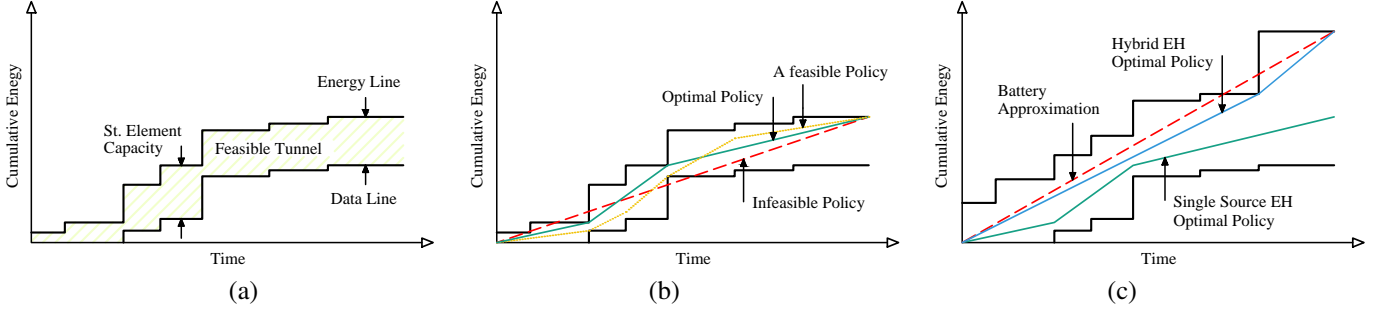 Cumulative Enegy
Energy Line
St. Element
Capacity
Feasible Tunnel
Data Line
Time
(a)
Cumulative Enegy
A feasible Policy
Optimal Policy
Infeasible Policy
Time
(b)
Cumulative Enegy
Hybrid EH
Optimal Policy
Battery
Approximation
Single Source EH
Optimal Policy
Time
(c)